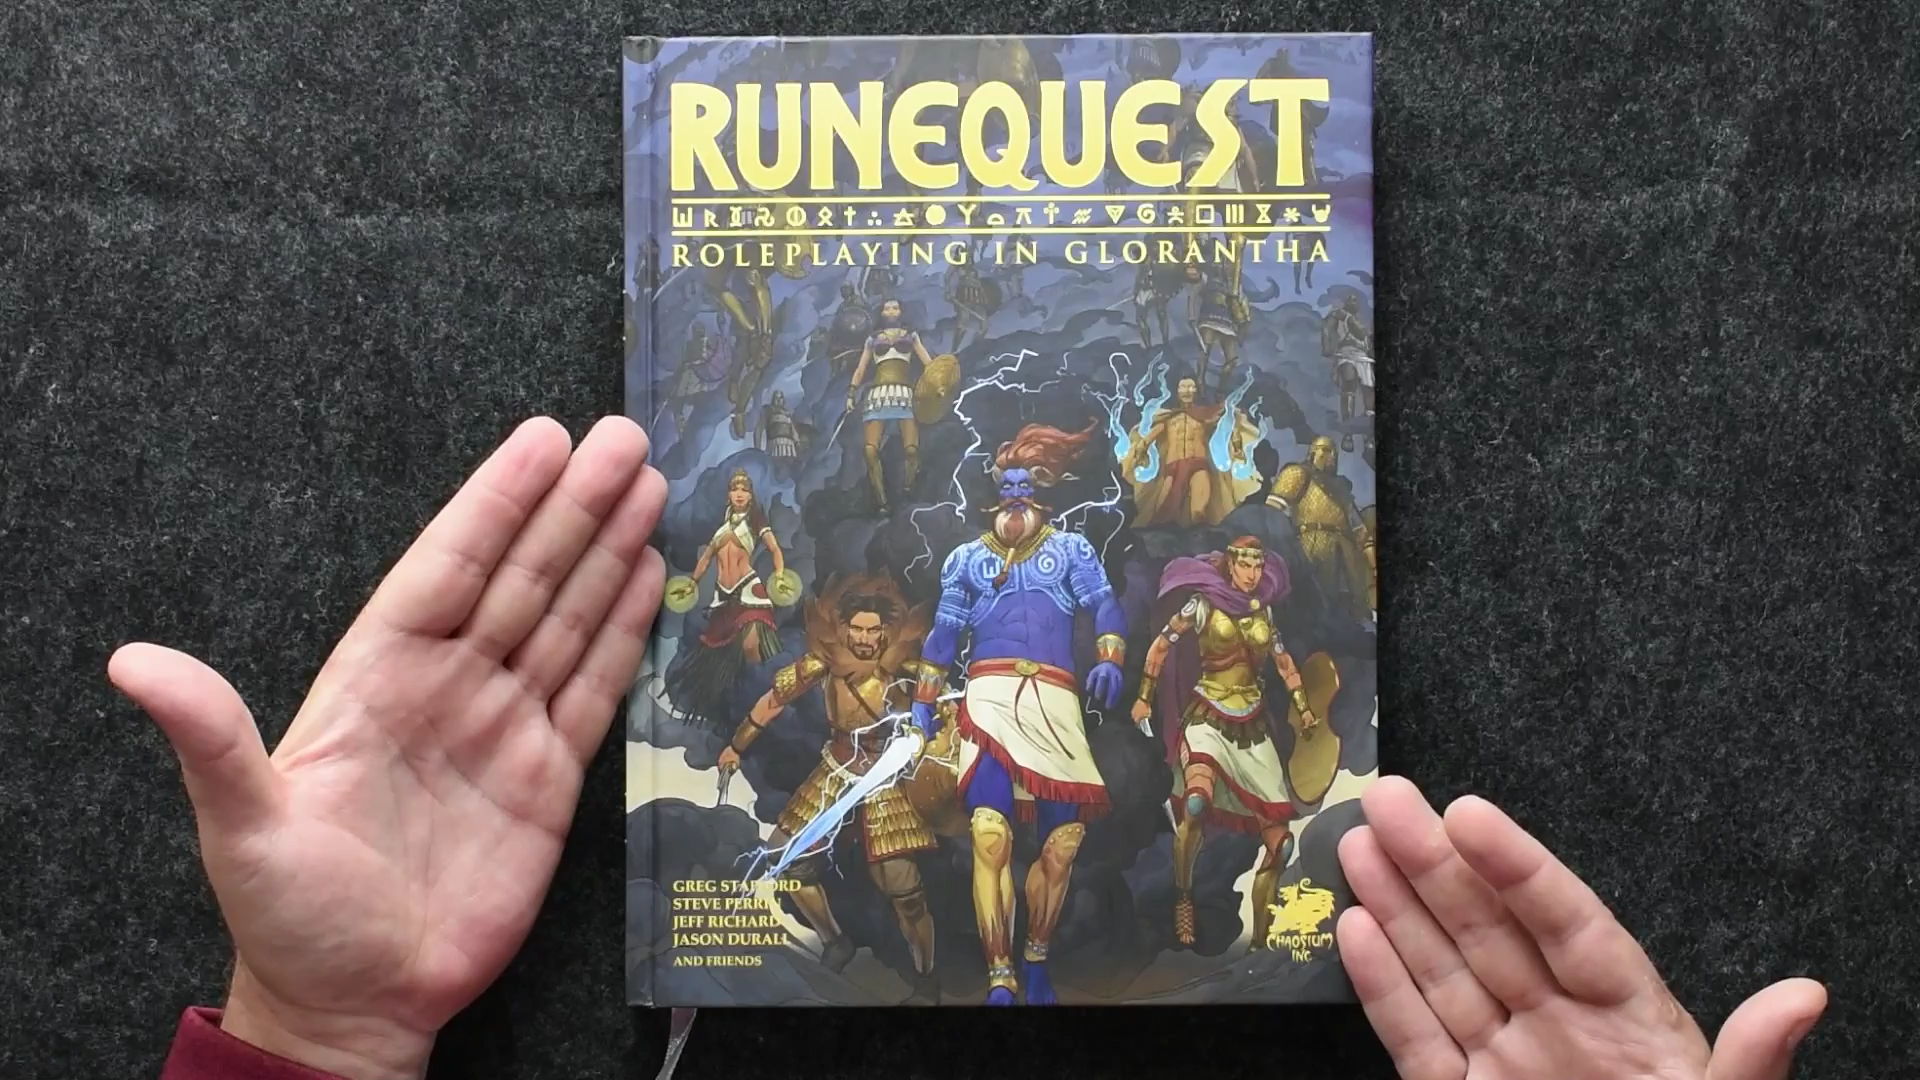 RUNEQUEST
ROLEPLAYING IN GLORANTHA
GREG STAFFORD
STEVE PERRIN
JEFF RICHARD
JASON DURALL
AND FRIENDS
CHAOSIUM
INC.